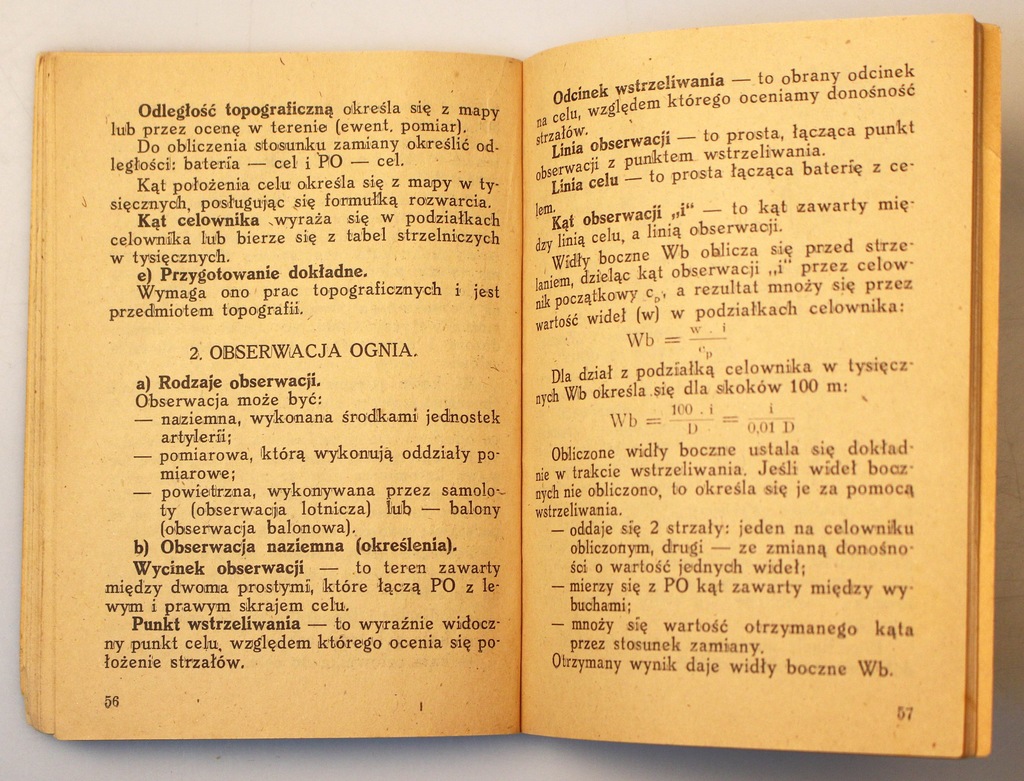 Odległość topograficzną określa się z mapy
lub przez ocenę w terenie (ewent. pomiar).
Do obliczenia stosunku zamiany określić od-
ległości: bateria — cel i PO — cel.
Kąt położenia celu określa się z mapy w ty-
sięcznych, posługując się formułką rozwarcia.
Kąt celownika wyraża się w podziałkach
celownika lub bierze się z tabel strzelniczych
w tysięcznych.
e) Przygotowanie dokładne.
Wymaga ono prac topograficznych i jest
przedmiotem topografii.
2. OBSERWACJA OGNIA.
a) Rodzaje obserwacji.
Obserwacja może być:
— naziemna, wykonana środkami jednostek
artylerii;
— pomiarowa, którą wykonują oddziały po-
miarowe;
— powietrzna, wykonywana przez samolo-
ty (obserwacja lotnicza) lub — balony
(obserwacja balonowa).
b) Obserwacja naziemna (określenia).
Wycinek obserwacji — to teren zawarty
między dwoma prostymi, które łączą PO z le-
wym i prawym skrajem celu.
Punkt wstrzeliwania — to wyraźnie widocz-
ny punkt celu, względem którego ocenia się po-
łożenie strzałów.
56
Odcinek wstrzeliwania — to obrany odcinek
na celu, względem którego oceniamy donośność
strzałów.
Linia obserwacji — to prosta, łącząca punkt
obserwacji z punktem wstrzeliwania.
Linia celu — to prosta łącząca baterię z ce-
lem.
Kąt obserwacji „i“ — to kąt zawarty mię-
dzy linią celu, a linią obserwacji.
Widły boczne Wb oblicza się przed strze-
laniem, dzieląc kąt obserwacji „i“ przez celow-
nik początkowy cₚ, a rezultat mnoży się przez
wartość wideł (w) w podziałkach celownika:
Wb = w . i / cₚ
Dla dział z podziałką celownika w tysięcz-
nych Wb określa się dla skoków 100 m:
Wb = 100 . i / D = i / 0,01 D
Obliczone widły boczne ustala się dokład-
nie w trakcie wstrzeliwania. Jeśli wideł bocz-
nych nie obliczono, to określa się je za pomocą
wstrzeliwania.
— oddaje się 2 strzały: jeden na celowniku
obliczonym, drugi — ze zmianą donośno-
ści o wartość jednych wideł;
— mierzy się z PO kąt zawarty między wy-
buchami;
— mnoży się wartość otrzymanego kąta
przez stosunek zamiany.
Otrzymany wynik daje widły boczne Wb.
57